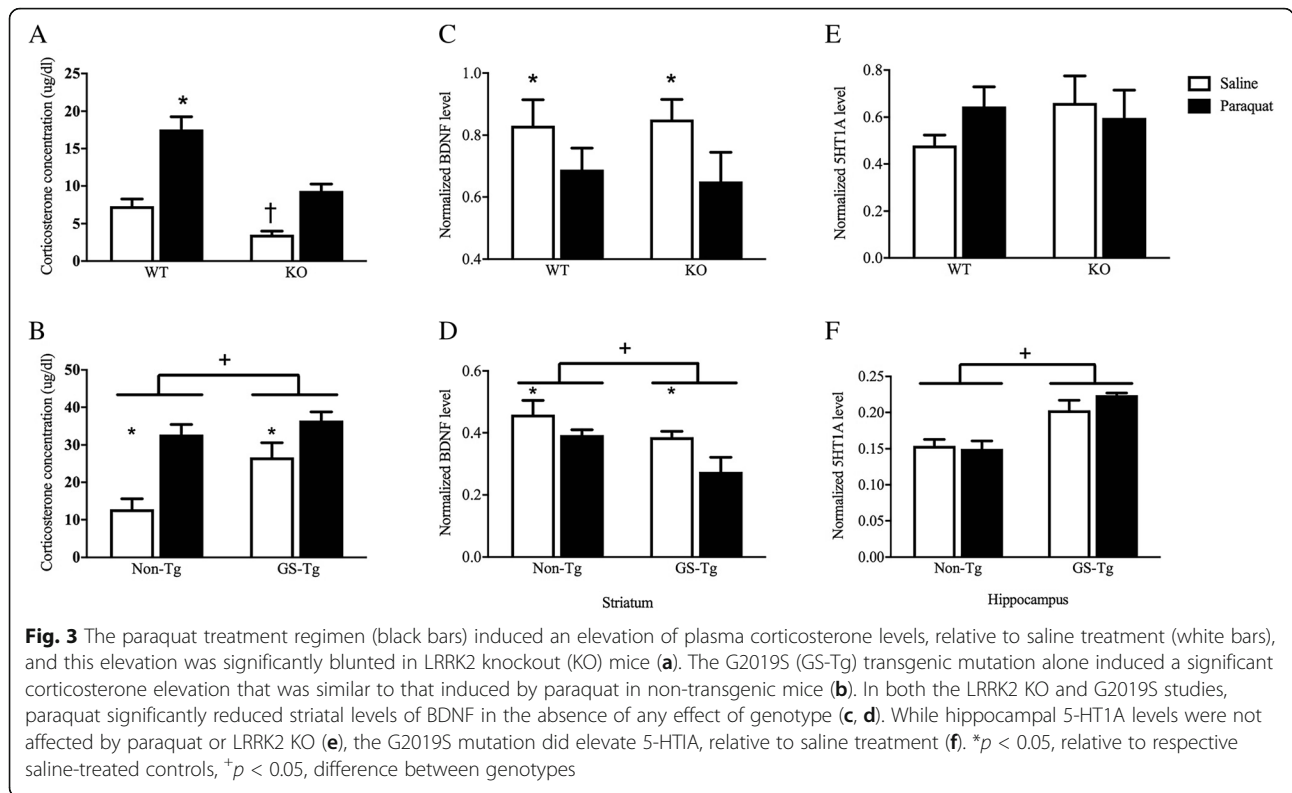 A
Corticosterone concentration (ug/dl)
25
20
15
10
5
0
*
†
WT
KO
C
Normalized BDNF level
1.0
0.8
0.6
0.4
*
*
WT
KO
E
Normalized 5HT1A level
0.8
0.6
0.4
0.2
0.0
WT
KO
Saline
Paraquat
B
Corticosterone concentration (ug/dl)
50
40
30
20
10
0
+
*
*
Non-Tg
GS-Tg
D
Normalized BDNF level
0.6
0.4
0.2
0.0
+
*
*
Non-Tg
GS-Tg
Striatum
F
Normalized 5HT1A level
0.25
0.20
0.15
0.10
0.05
0.00
+
Non-Tg
GS-Tg
Hippocampus
Fig. 3 The paraquat treatment regimen (black bars) induced an elevation of plasma corticosterone levels, relative to saline treatment (white bars),
and this elevation was significantly blunted in LRRK2 knockout (KO) mice (a). The G2019S (GS-Tg) transgenic mutation alone induced a significant
corticosterone elevation that was similar to that induced by paraquat in non-transgenic mice (b). In both the LRRK2 KO and G2019S studies,
paraquat significantly reduced striatal levels of BDNF in the absence of any effect of genotype (c, d). While hippocampal 5-HT1A levels were not
affected by paraquat or LRRK2 KO (e), the G2019S mutation did elevate 5-HTIA, relative to saline treatment (f). *p < 0.05, relative to respective
saline-treated controls, +p < 0.05, difference between genotypes